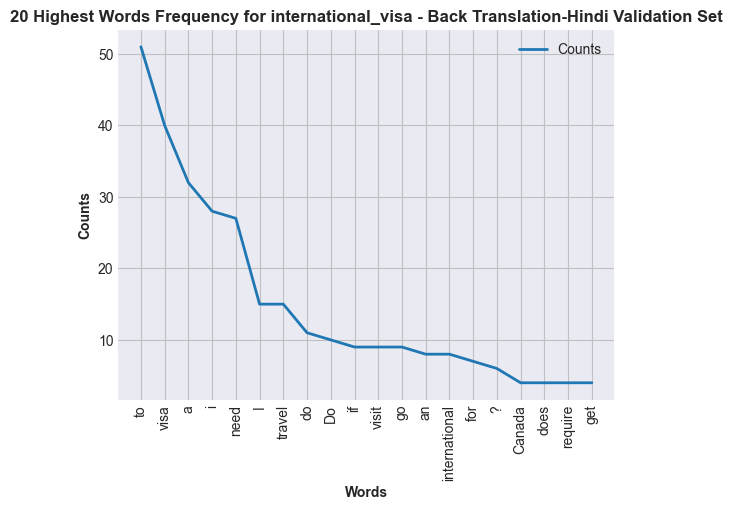 20 Highest Words Frequency for international_visa - Back Translation-Hindi Validation Set
Counts
50
40
30
20
10
Counts
to
visa
a
i
need
I
travel
do
Do
if
visit
go
an
international
for
?
Canada
does
require
get
Words